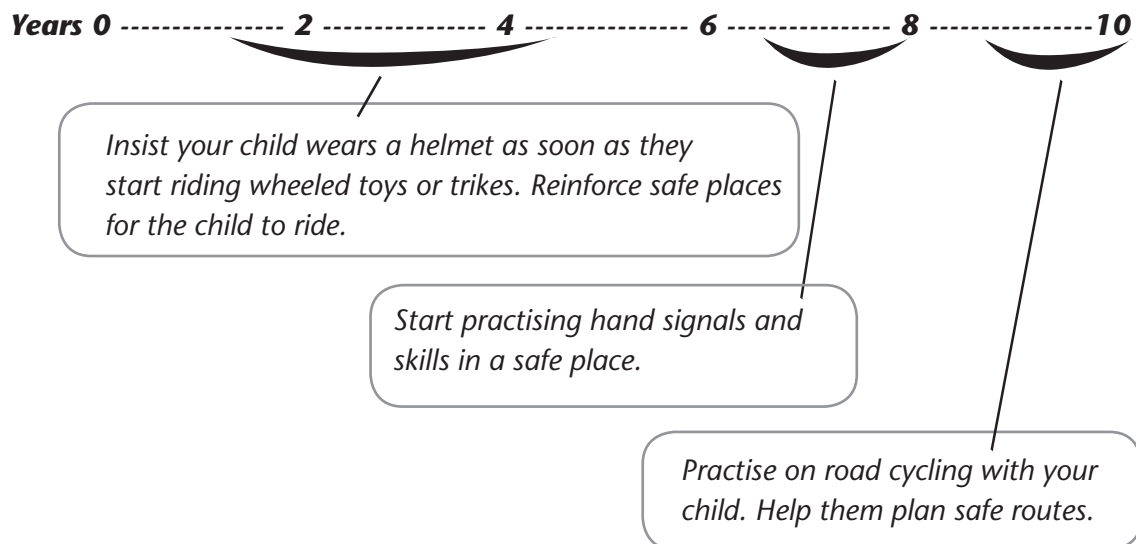 Years 0 -------------- 2 --------------- 4 --------------- 6 --------------- 8 ---------------10
Insist your child wears a helmet as soon as they
start riding wheeled toys or trikes. Reinforce safe places
for the child to ride.
Start practising hand signals and
skills in a safe place.
Practise on road cycling with your
child. Help them plan safe routes.